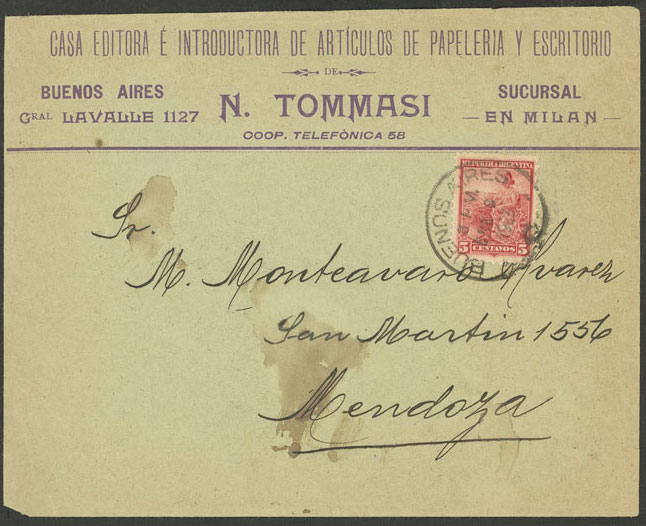 CASA EDITORA É INTRODUCTORA DE ARTÍCULOS DE PAPELERIA Y ESCRITORIO
DE
BUENOS AIRES
GRAL LAVALLE 1127
N. TOMMASI
COOP. TELEFÒNICA 58
SUCURSAL
EN MILAN
REPUBLICA ARGENTINA
5 CENTAVOS 5
BUENOS AIRES
Sr.
M. Monteavaro Alvarez
San Martin 1556
Mendoza